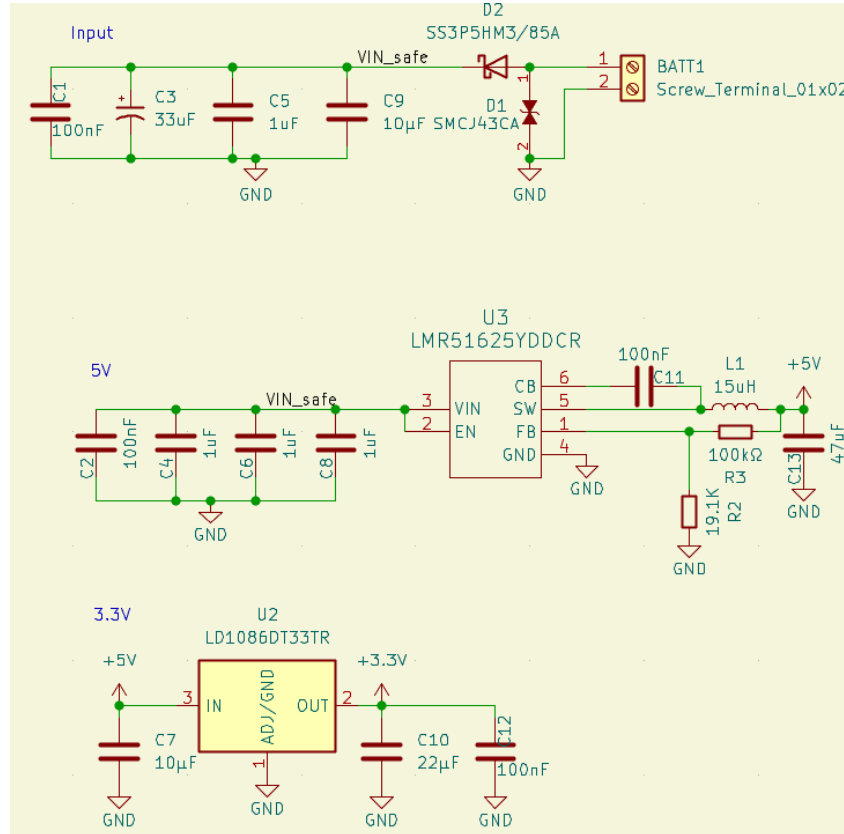 Input
D2
SS3P5HM3/85A
VIN_safe
1
2
BATT1
Screw_Terminal_01x02
C1
100nF
+
C3
33uF
C5
1uF
C9
10µF
D1
SMCJ43CA
1
2
GND
GND
5V
U3
LMR51625YDDCR
VIN_safe
3
VIN
2
EN
CB
6
SW
5
FB
1
GND
4
GND
100nF
C11
L1
15uH
+5V
100kΩ
R3
C13
47µF
GND
19.1K
R2
GND
C2
100nF
C4
1uF
C6
1uF
C8
1uF
GND
3.3V
U2
LD1086DT33TR
+5V
3
IN
ADJ/GND
OUT
2
1
GND
+3.3V
C7
10µF
GND
C10
22µF
GND
C12
100nF
GND